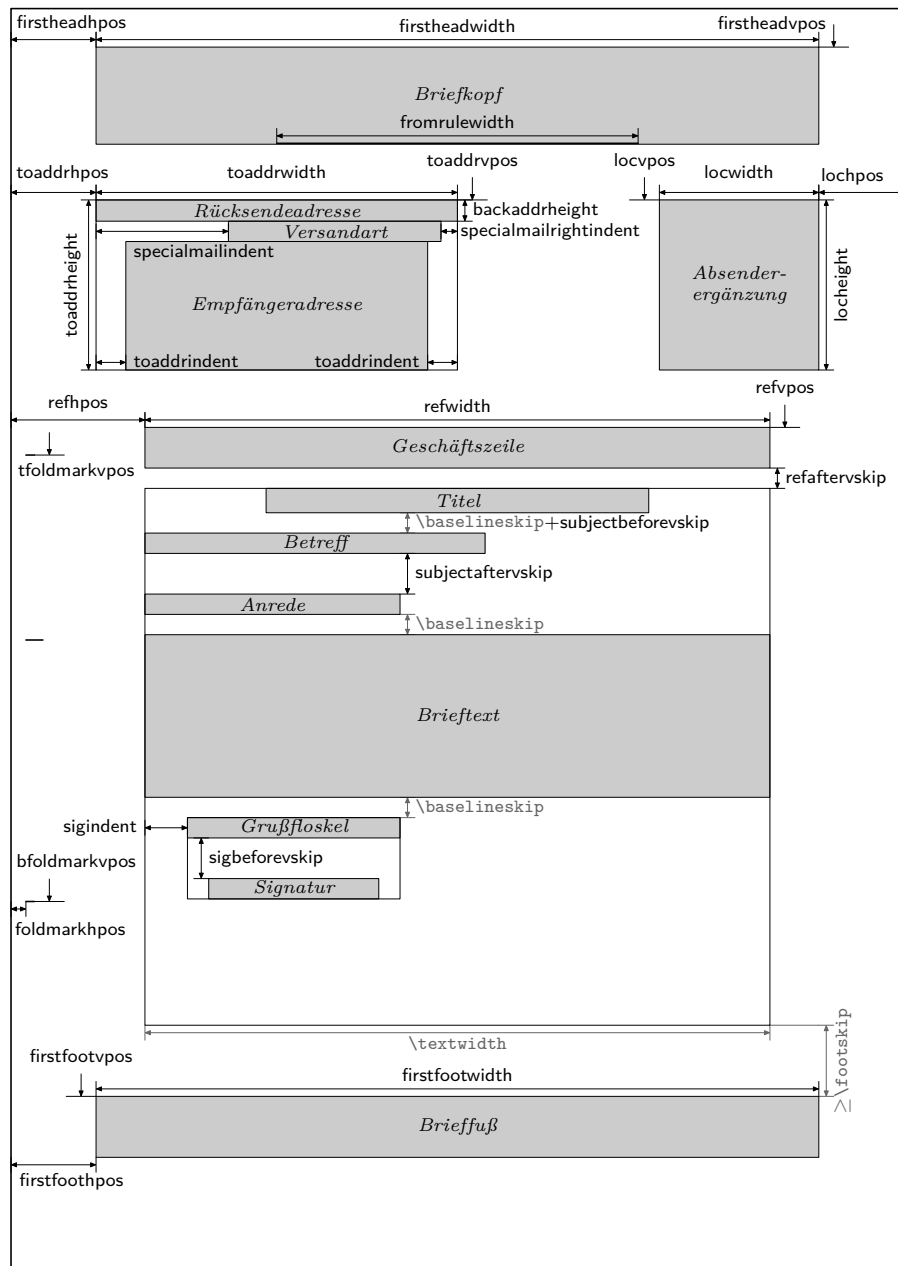 firstheadhpos
firstheadwidth
firstheadvpos
Briefkopf
fromrulewidth
toaddrhpos
toaddrwidth
toaddrvpos
locvpos
locwidth
lochpos
Rücksendeadresse
backaddrheight
Versandart
specialmailrightindent
specialmailindent
toaddrheight
Empfängeradresse
Absender-
ergänzung
locheight
toaddrindent
toaddrindent
refhpos
refwidth
refvpos
Geschäftszeile
tfoldmarkvpos
refaftervskip
Titel
\baselineskip+subjectbeforevskip
Betreff
subjectaftervskip
Anrede
\baselineskip
Brieftext
\baselineskip
sigindent
Grußfloskel
bfoldmarkvpos
sigbeforevskip
Signatur
foldmarkhpos
\textwidth
≥\footskip
firstfootvpos
firstfootwidth
Brieffuß
firstfoothpos